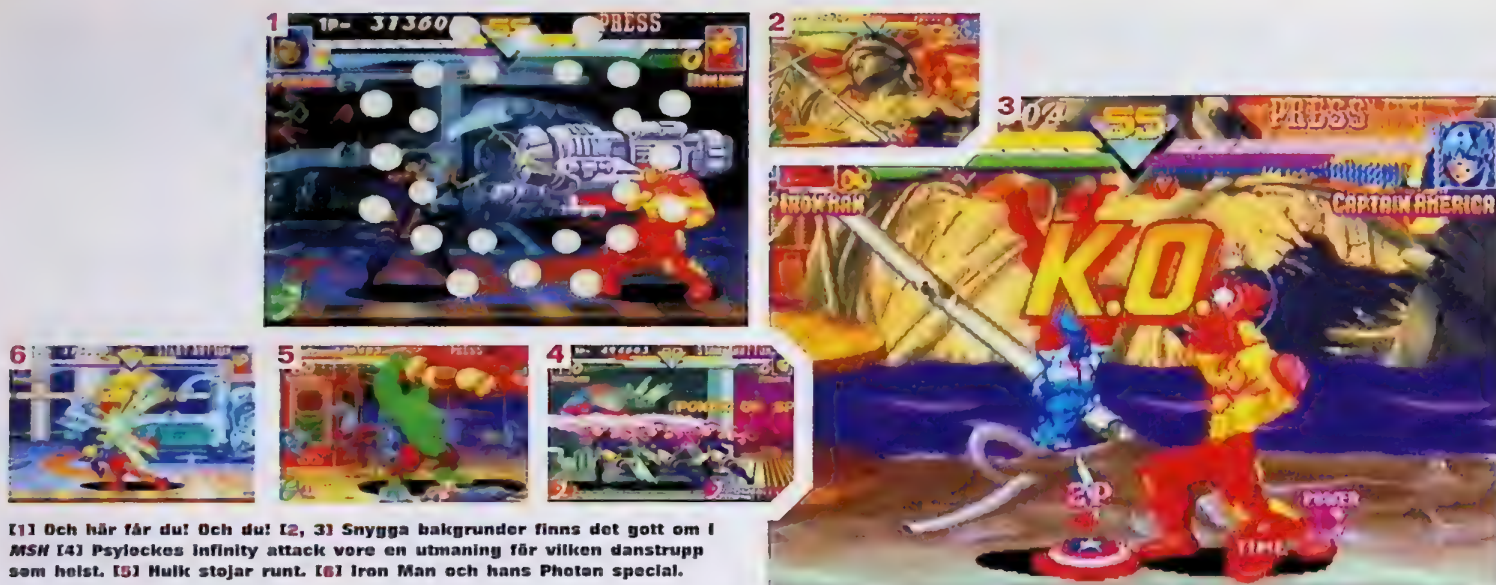 1
1P- 37360
55
PRESS
IRON MAN
2
3
04
55
PRESS
IRON MAN
CAPTAIN AMERICA
K.O.
POWER
TIME
6
5
PRESS
4
[1] Och här får du! Och du! [2, 3] Snygga bakgrunder finns det gott om i
MSH [4] Psylockes Infinity attack vore en utmaning för vilken danstrupp
som helst. [5] Hulk stojar runt. [6] Iron Man och hans Photon special.